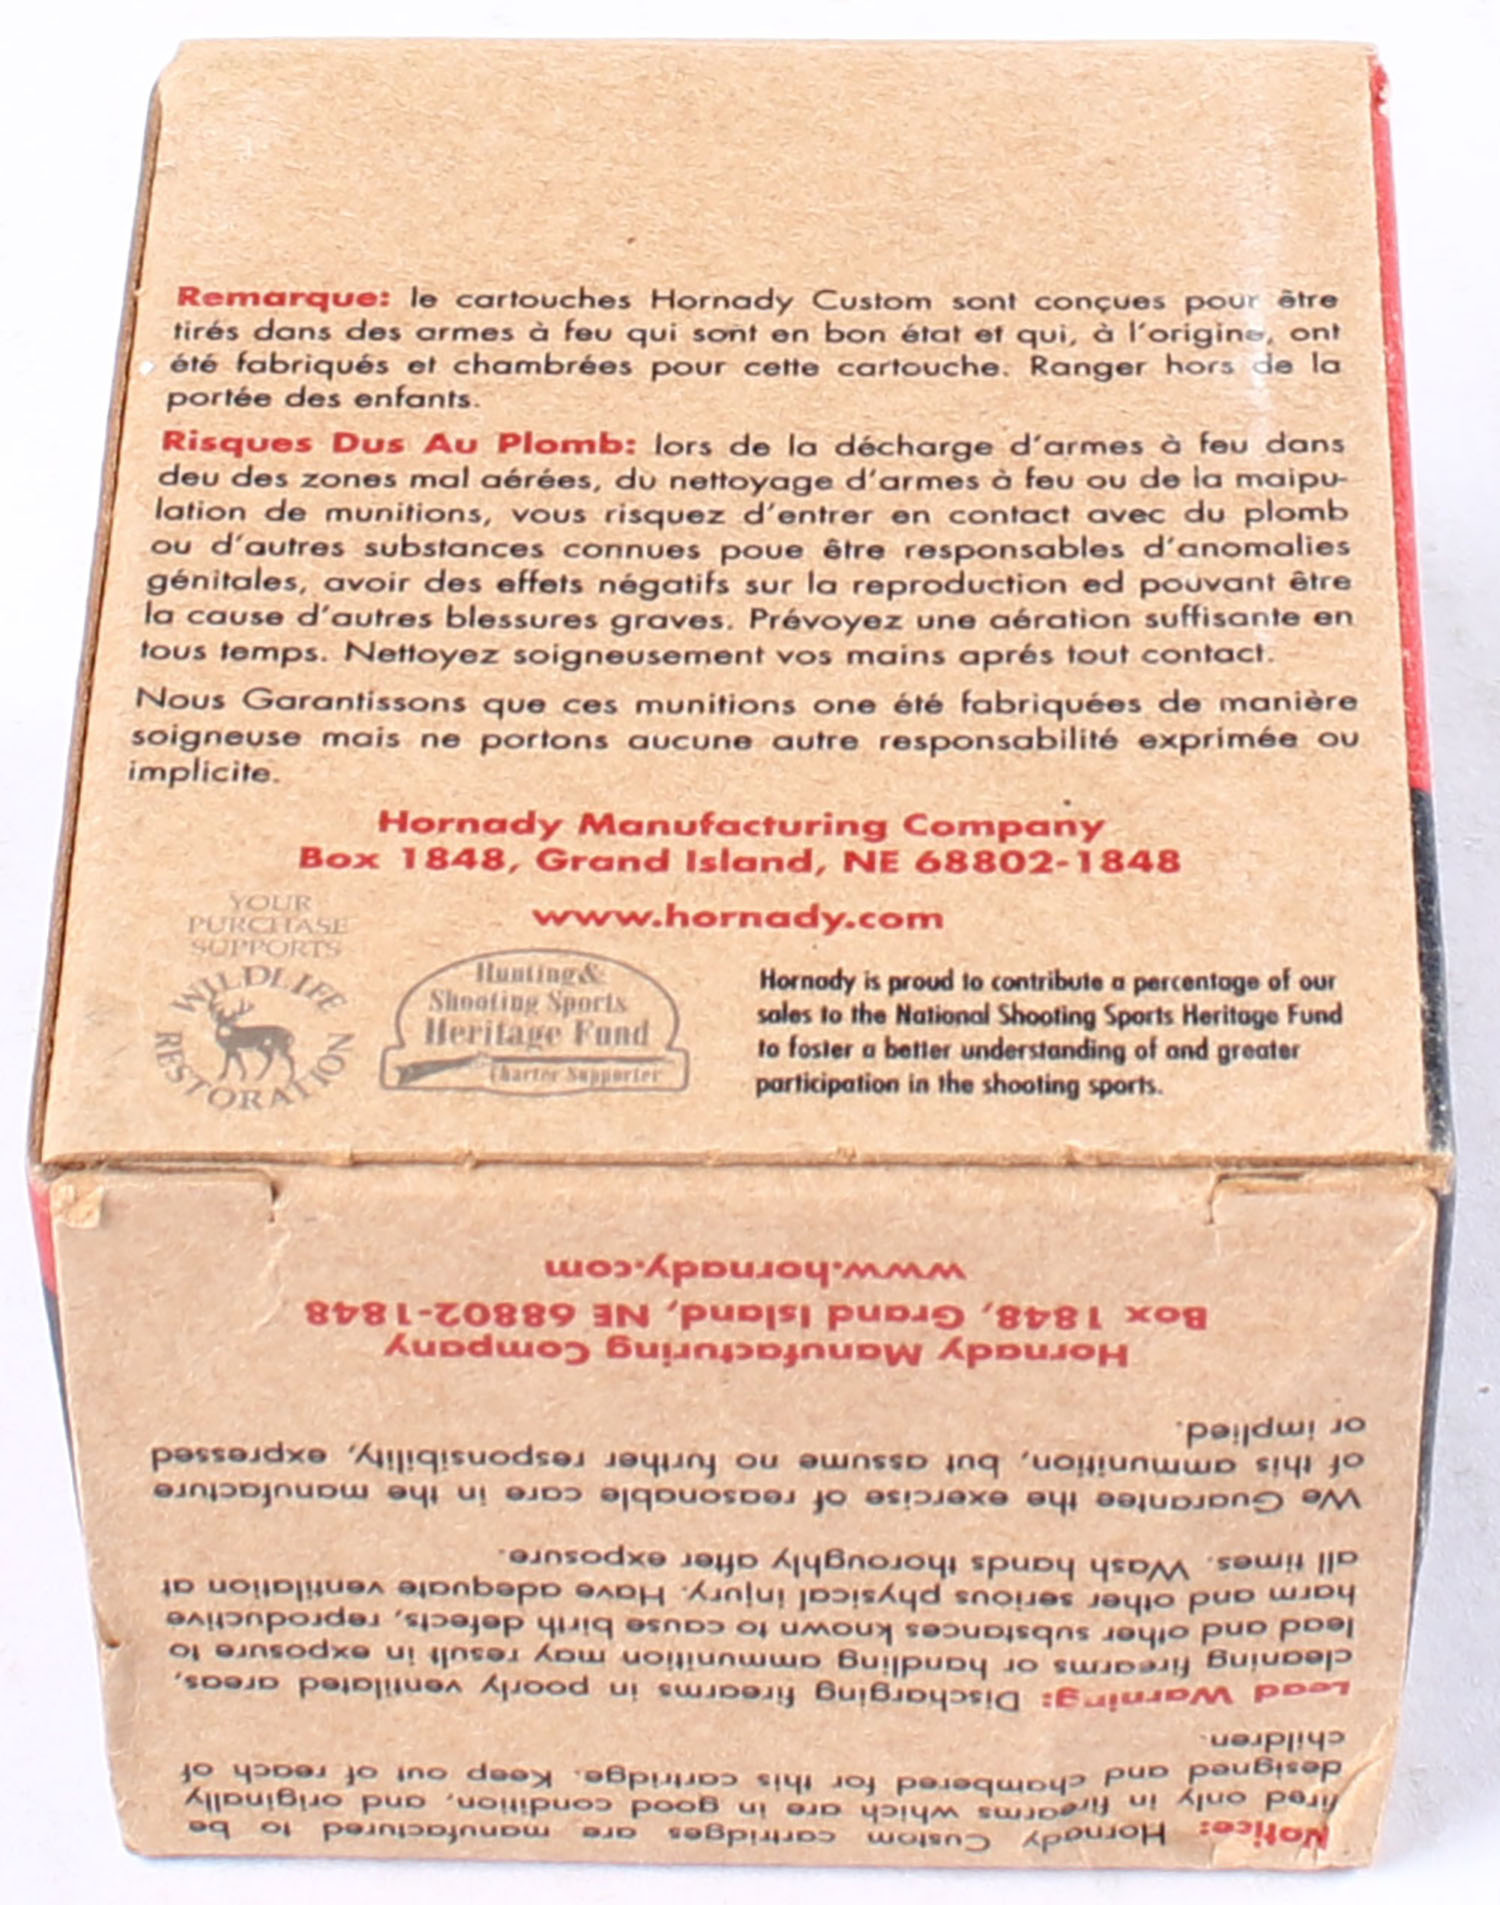 Remarque: le cartouches Hornady Custom sont conçues pour être
tirés dans des armes à feu qui sont en bon état et qui, à l'origine, ont
été fabriqués et chambrées pour cette cartouche. Ranger hors de la
portée des enfants.
Risques Dus Au Plomb: lors de la décharge d'armes à feu dans
deu des zones mal aérées, du nettoyage d'armes à feu ou de la maipu-
lation de munitions, vous risquez d'entrer en contact avec du plomb
ou d'autres substances connues poue être responsables d'anomalies
génitales, avoir des effets négatifs sur la reproduction ed pouvant être
la cause d'autres blessures graves. Prévoyez une aération suffisante en
tous temps. Nettoyez soigneusement vos mains aprés tout contact.
Nous Garantissons que ces munitions one été fabriquées de manière
soigneuse mais ne portons aucune autre responsabilité exprimée ou
implicite.
Hornady Manufacturing Company
Box 1848, Grand Island, NE 68802-1848
www.hornady.com
YOUR
PURCHASE
SUPPORTS
WILDLIFE
RESTORATION
Hunting &
Shooting Sports
Heritage Fund
Charter Supporter
Hornady is proud to contribute a percentage of our
sales to the National Shooting Sports Heritage Fund
to foster a better understanding of and greater
participation in the shooting sports.
Notice: Hornady Custom cartridges are manufactured to be
fired only in firearms which are in good condition, and originally
designed and chambered for this cartridge. Keep out of reach of
children.
Lead Warning: Discharging firearms in poorly ventilated areas,
cleaning firearms or handling ammunition may result in exposure to
lead and other substances known to cause birth defects, reproductive
harm and other serious physical injury. Have adequate ventilation at
all times. Wash hands thoroughly after exposure.
We Guarantee the exercise of reasonable care in the manufacture
of this ammunition, but assume no further responsibility, expressed
or implied.
Hornady Manufacturing Company
Box 1848, Grand Island, NE 68802-1848
www.hornady.com